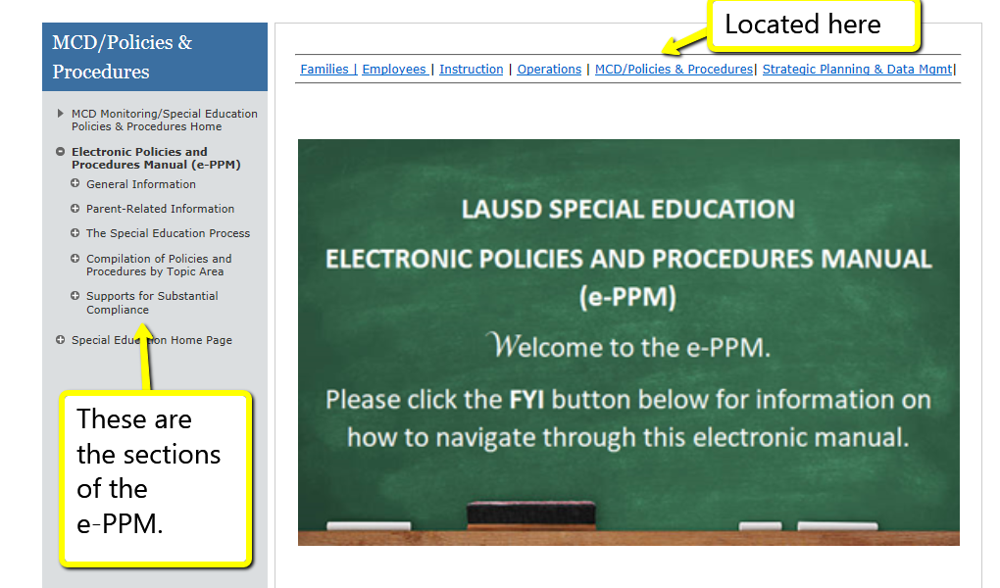 MCD/Policies &
Procedures
MCD Monitoring/Special Education
Policies & Procedures Home
Electronic Policies and
Procedures Manual (e-PPM)
General Information
Parent-Related Information
The Special Education Process
Compilation of Policies and
Procedures by Topic Area
Supports for Substantial
Compliance
Special Education Home Page
These are
the sections
of the
e-PPM.
Located here
Families | Employees | Instruction | Operations | MCD/Policies & Procedures| Strategic Planning & Data Mgmt|
LAUSD SPECIAL EDUCATION
ELECTRONIC POLICIES AND PROCEDURES MANUAL
(e-PPM)
Welcome to the e-PPM.
Please click the FYI button below for information on
how to navigate through this electronic manual.